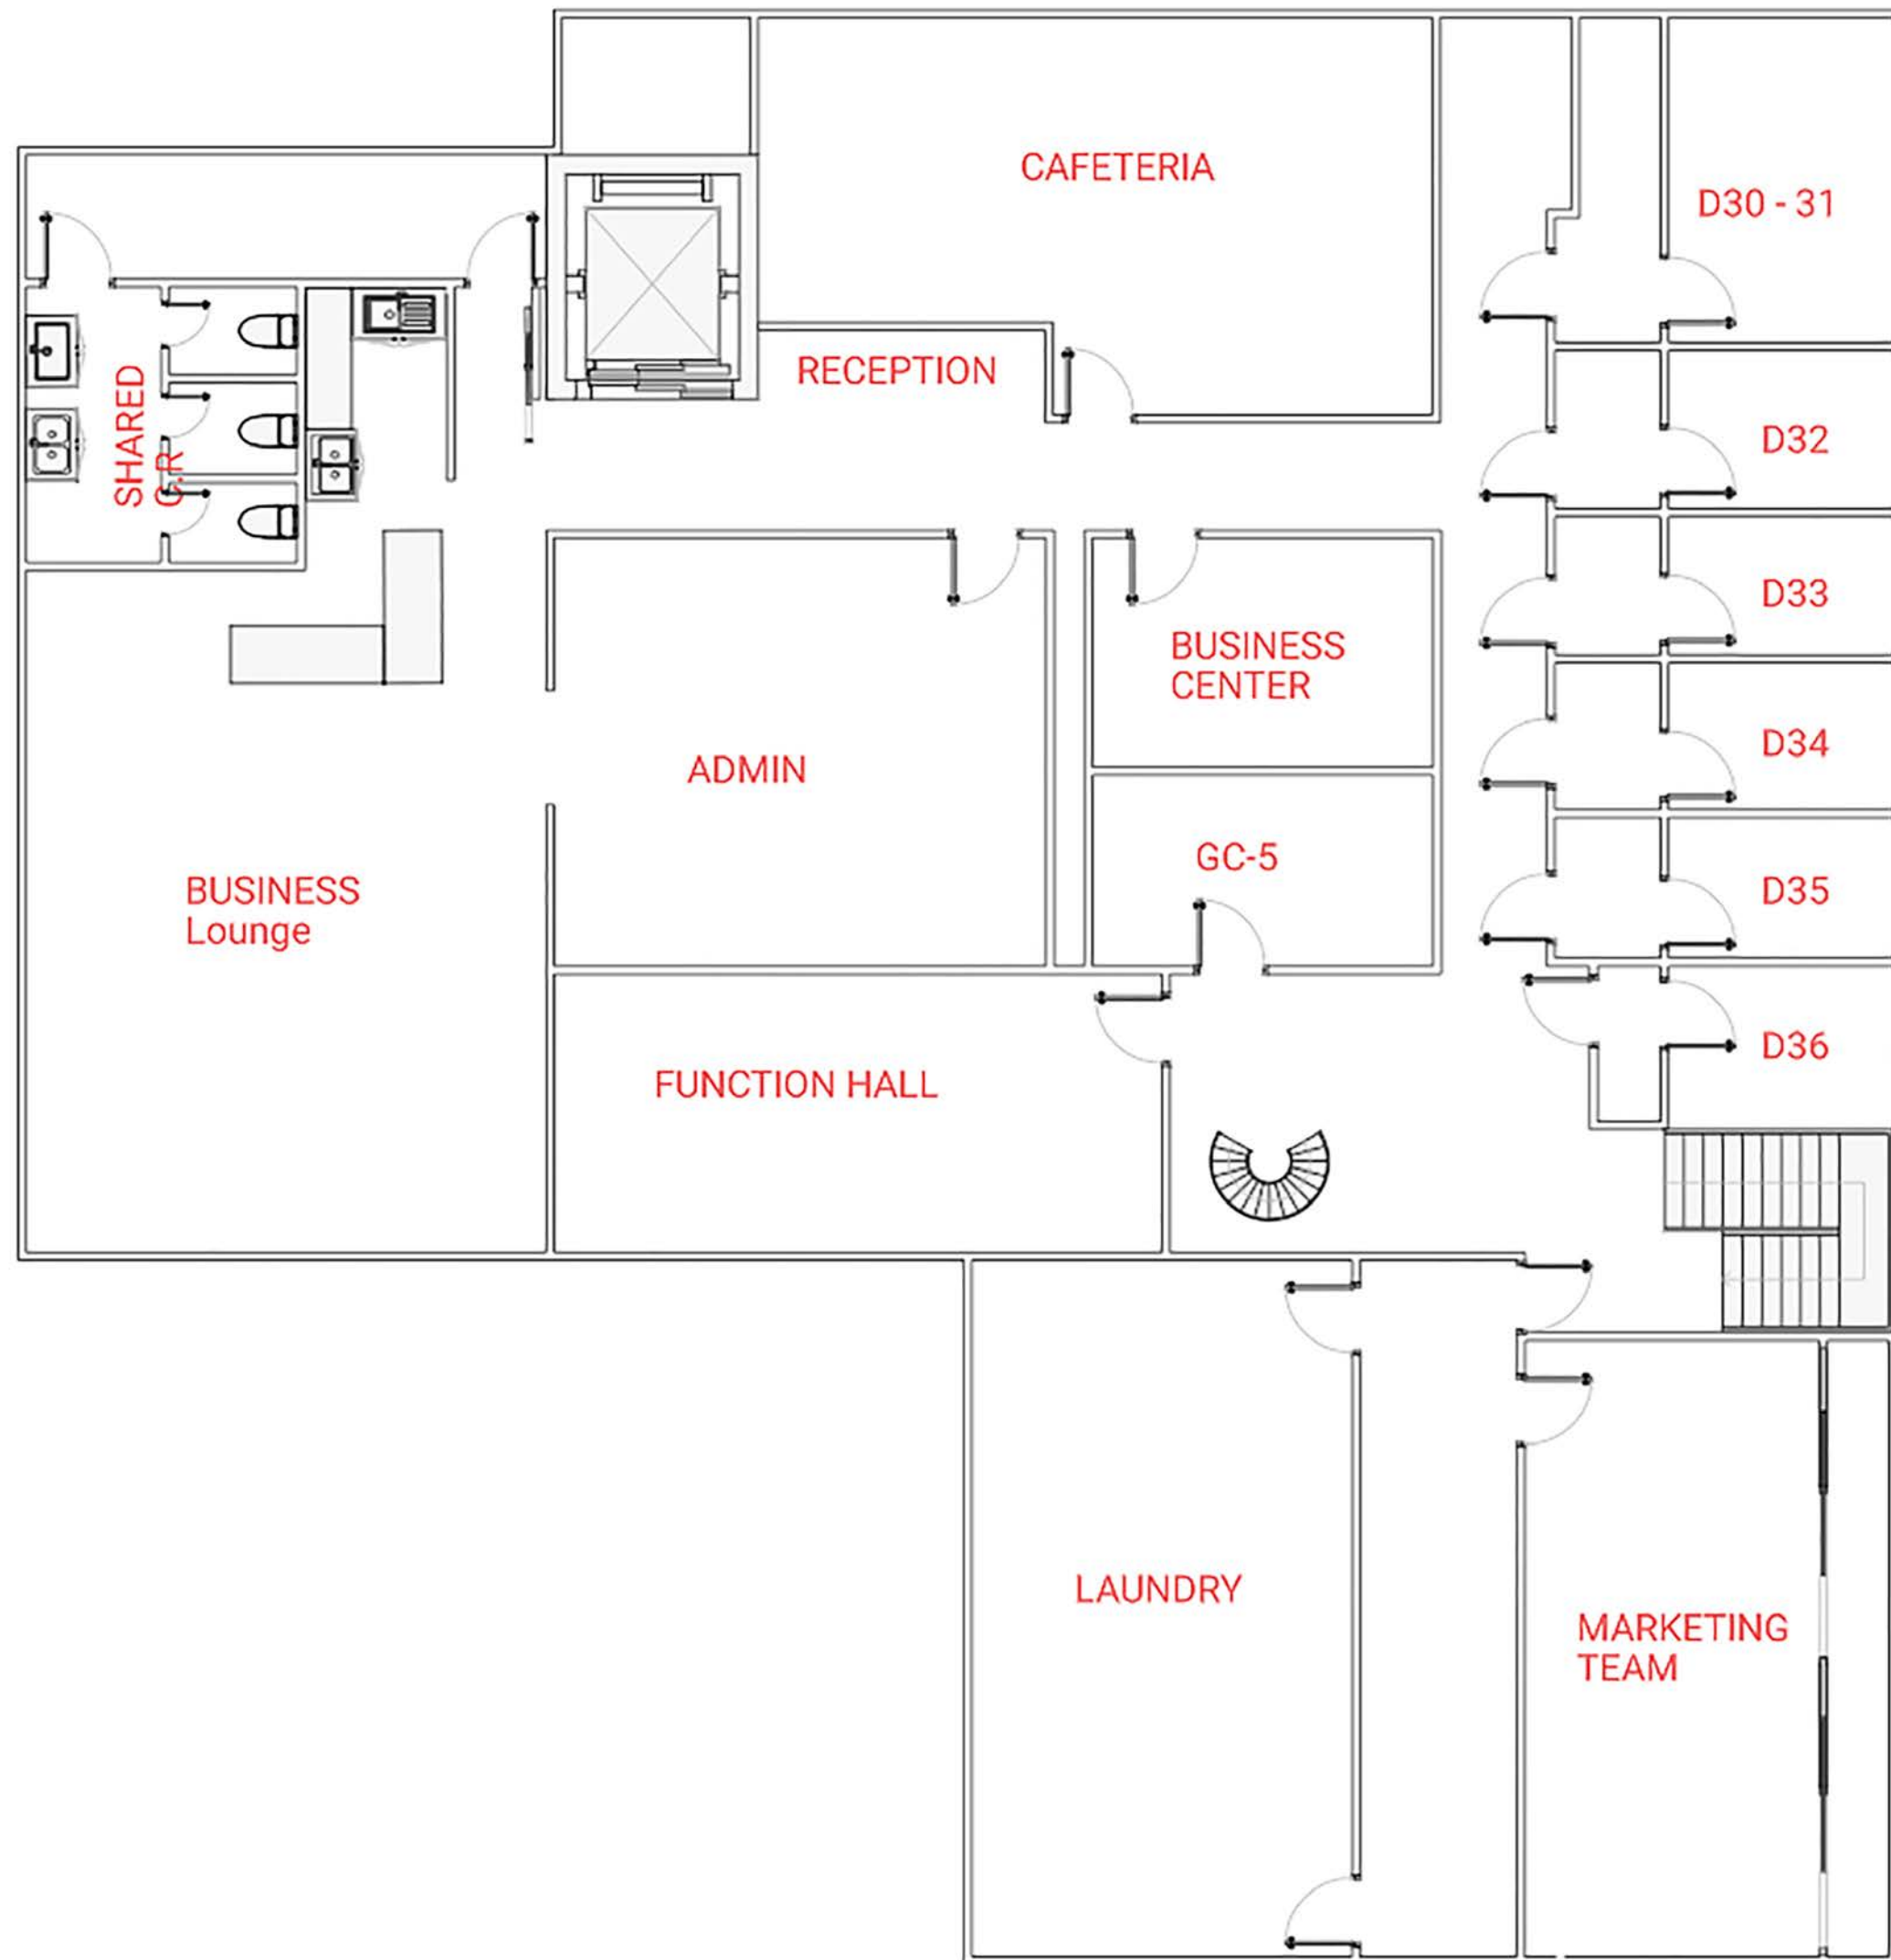 CAFETERIA
D30 - 31
RECEPTION
SHARED
C.R.
D32
D33
BUSINESS
CENTER
D34
ADMIN
GC-5
BUSINESS
Lounge
D35
D36
FUNCTION HALL
LAUNDRY
MARKETING
TEAM